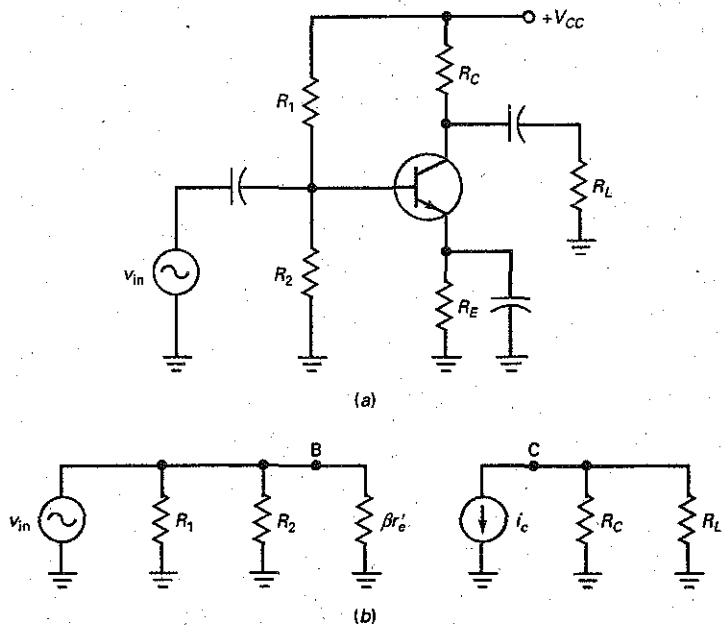 +V_CC
R_C
R_1
R_L
v_in
R_2
R_E
(a)
B
C
v_in
R_1
R_2
βr'_e
i_c
R_C
R_L
(b)